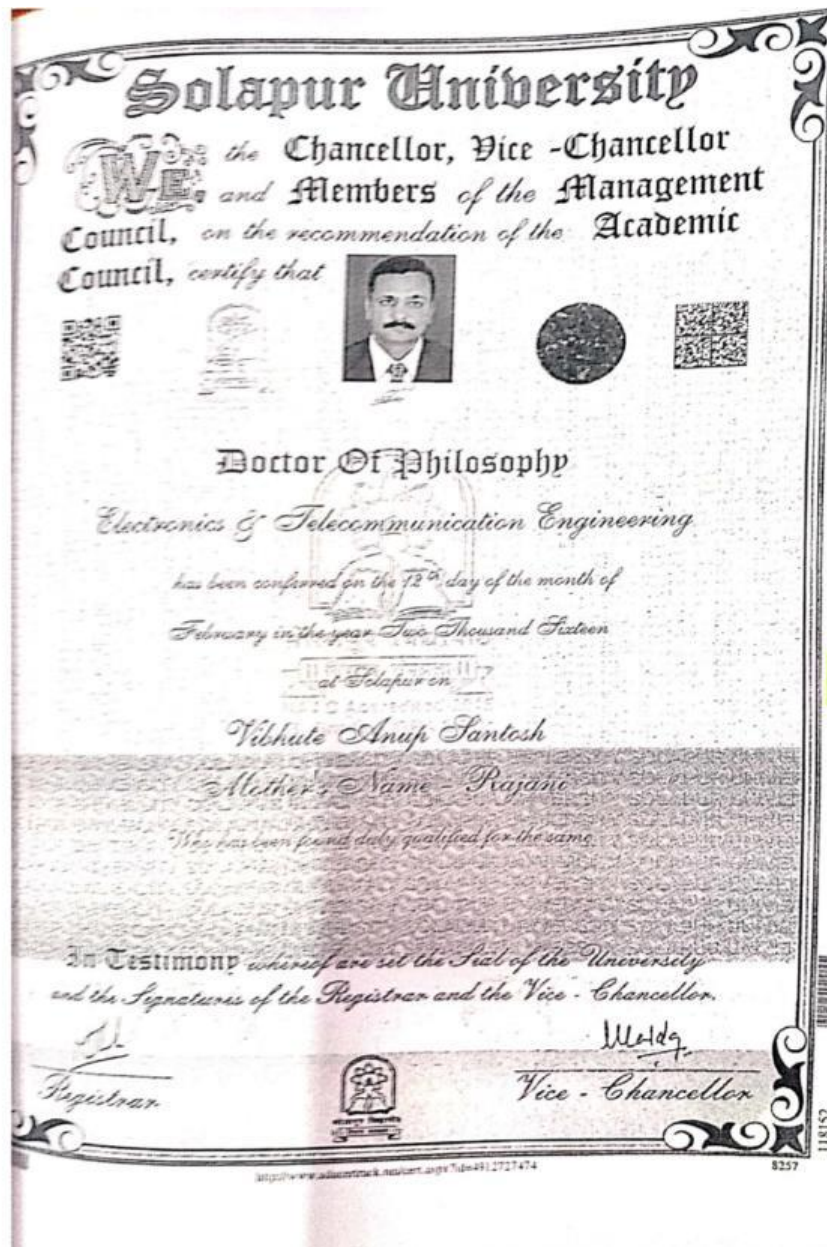 Solapur University
WE the Chancellor, Vice -Chancellor
and Members of the Management
Council, on the recommendation of the Academic
Council, certify that
Doctor Of Philosophy
Electronics & Telecommunication Engineering
has been conferred on the 12th day of the month of
February in the year Two Thousand Sixteen
at Solapur on
Vibhute Anup Santosh
Mother's Name - Rajani
Who has been found duly qualified for the same
In Testimony whereof are set the Seal of the University
and the Signatures of the Registrar and the Vice - Chancellor.
Registrar
Vice - Chancellor
118152
8257